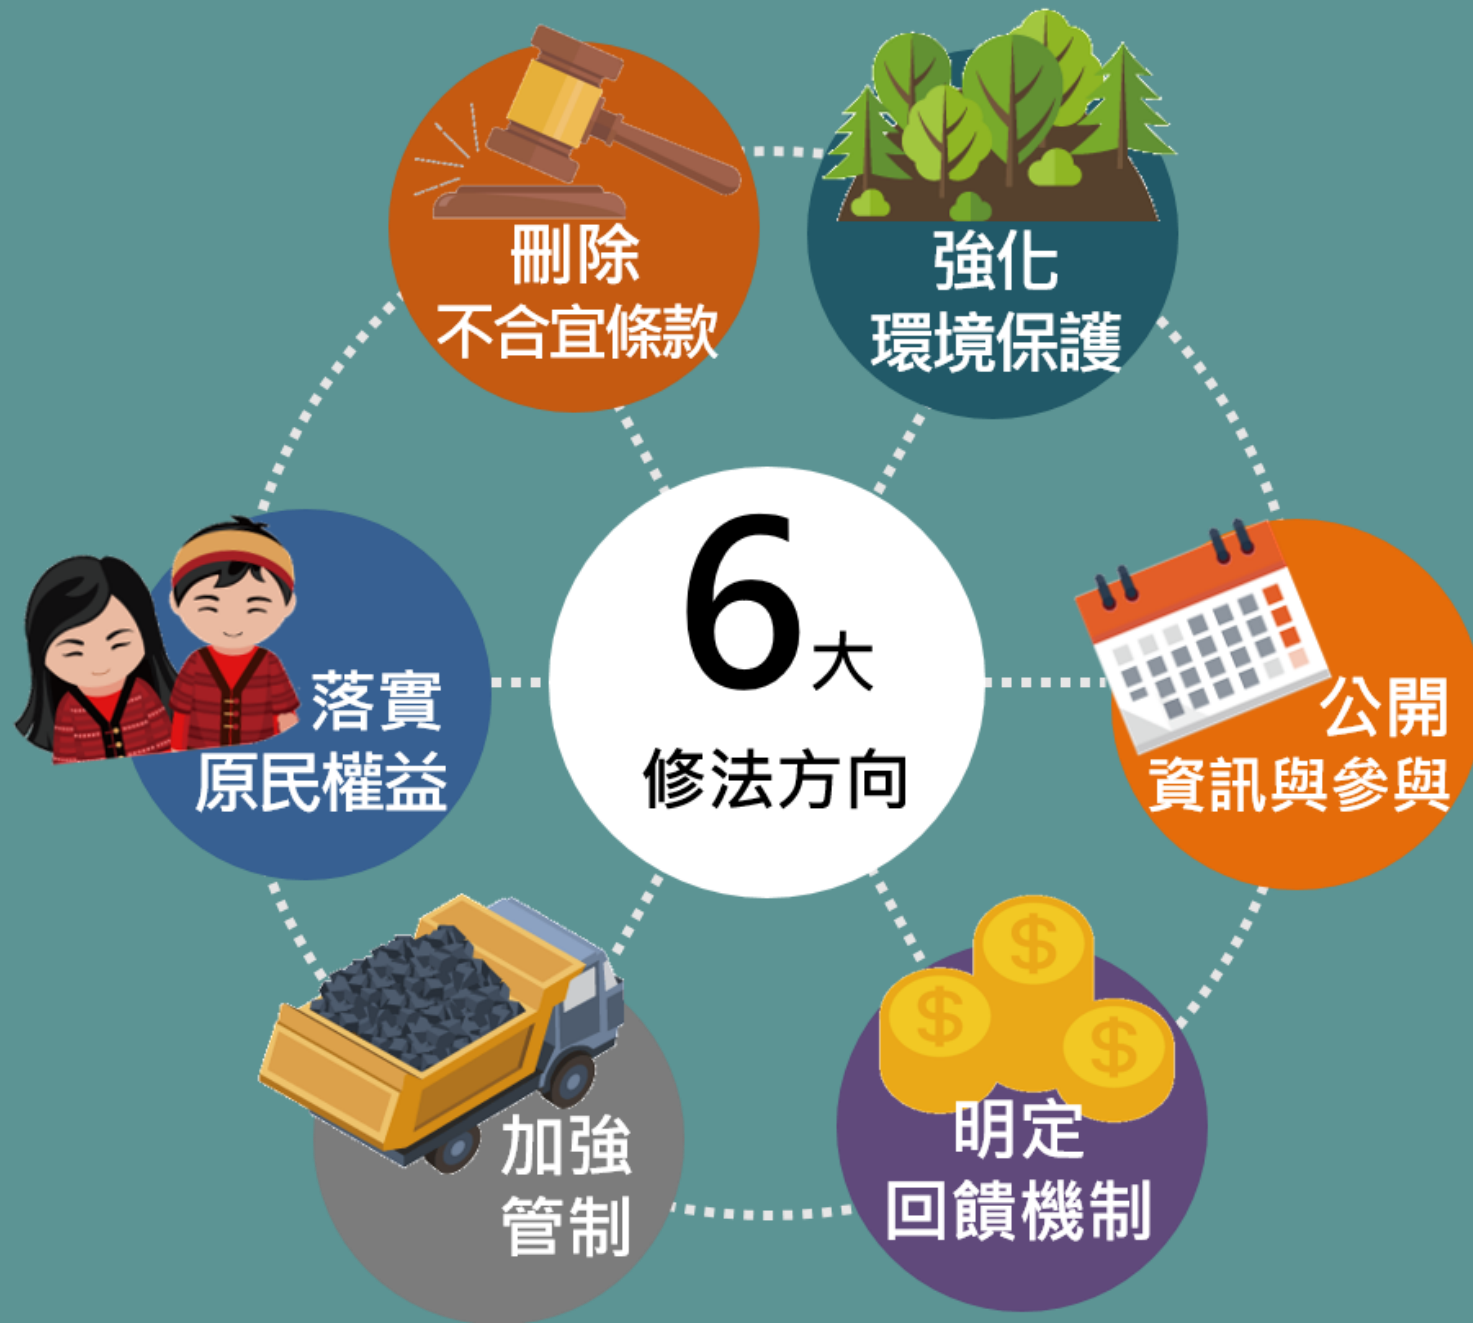 刪除
不合宜條款
強化
環境保護
6大
修法方向
落實
原民權益
公開
資訊與參與
加強
管制
明定
回饋機制
$
$
$